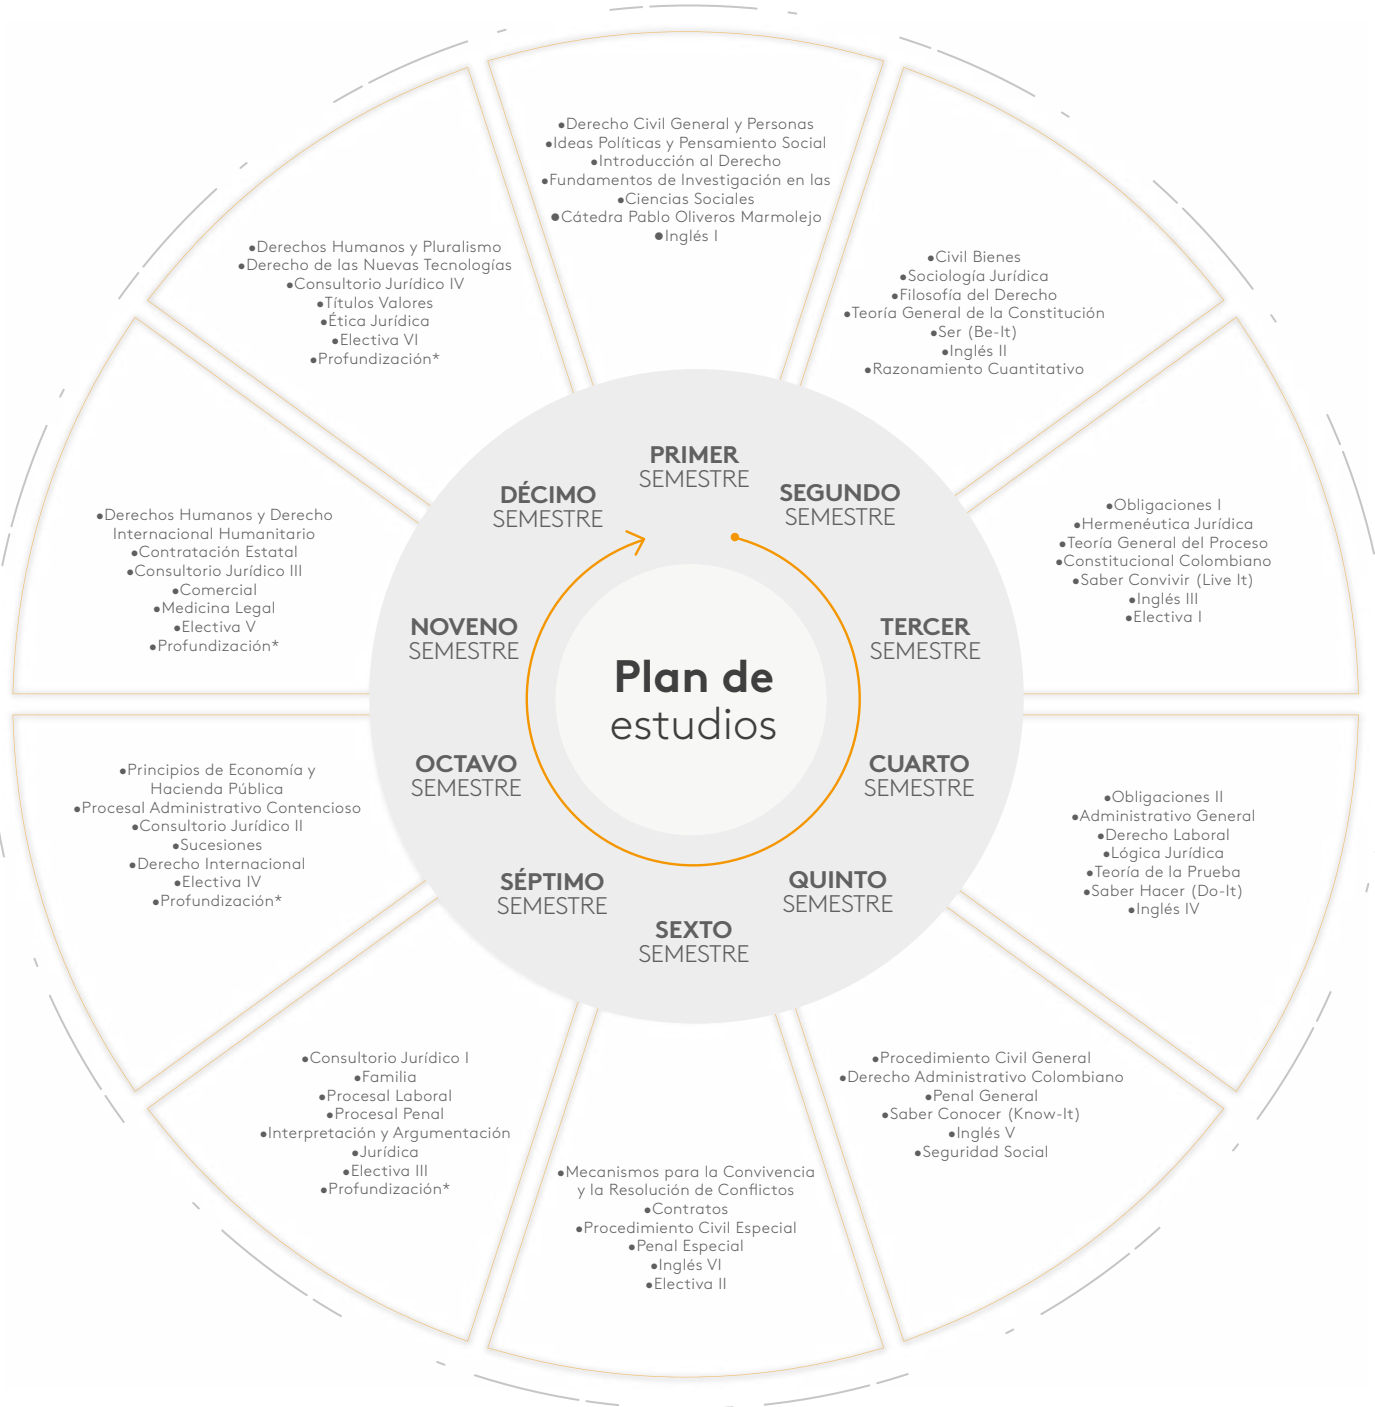 Plan de
estudios
PRIMER
SEMESTRE
●Derecho Civil General y Personas
●Ideas Políticas y Pensamiento Social
●Introducción al Derecho
●Fundamentos de Investigación en las
●Ciencias Sociales
●Cátedra Pablo Oliveros Marmolejo
●Inglés I
SEGUNDO
SEMESTRE
●Civil Bienes
●Sociología Jurídica
●Filosofía del Derecho
●Teoría General de la Constitución
●Ser (Be-It)
●Inglés II
●Razonamiento Cuantitativo
TERCER
SEMESTRE
●Obligaciones I
●Hermenéutica Jurídica
●Teoría General del Proceso
●Constitucional Colombiano
●Saber Convivir (Live It)
●Inglés III
●Electiva I
CUARTO
SEMESTRE
●Obligaciones II
●Administrativo General
●Derecho Laboral
●Lógica Jurídica
●Teoría de la Prueba
●Saber Hacer (Do-It)
●Inglés IV
QUINTO
SEMESTRE
●Procedimiento Civil General
●Derecho Administrativo Colombiano
●Penal General
●Saber Conocer (Know-It)
●Inglés V
●Seguridad Social
SEXTO
SEMESTRE
●Mecanismos para la Convivencia
y la Resolución de Conflictos
●Contratos
●Procedimiento Civil Especial
●Penal Especial
●Inglés VI
●Electiva II
SÉPTIMO
SEMESTRE
●Consultorio Jurídico I
●Familia
●Procesal Laboral
●Procesal Penal
●Interpretación y Argumentación
●Jurídica
●Electiva III
●Profundización*
OCTAVO
SEMESTRE
●Principios de Economía y
Hacienda Pública
●Procesal Administrativo Contencioso
●Consultorio Jurídico II
●Sucesiones
●Derecho Internacional
●Electiva IV
●Profundización*
NOVENO
SEMESTRE
●Derechos Humanos y Derecho
Internacional Humanitario
●Contratación Estatal
●Consultorio Jurídico III
●Comercial
●Medicina Legal
●Electiva V
●Profundización*
DÉCIMO
SEMESTRE
●Derechos Humanos y Pluralismo
●Derecho de las Nuevas Tecnologías
●Consultorio Jurídico IV
●Títulos Valores
●Ética Jurídica
●Electiva VI
●Profundización*